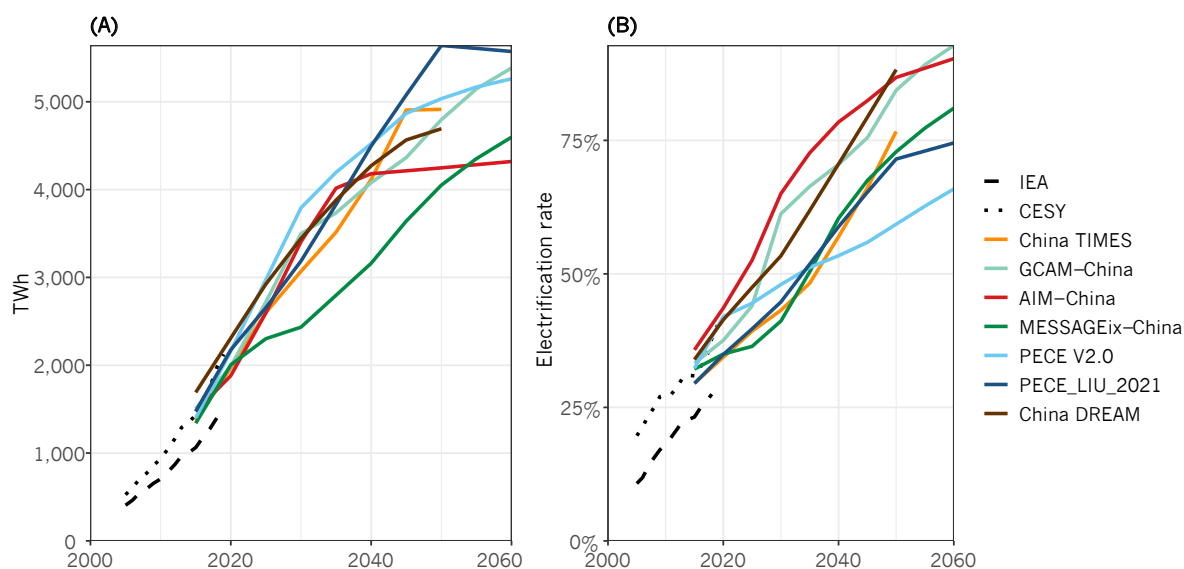 (A)
(B)
TWh
5,000
4,000
3,000
2,000
1,000
0
2000
2020
2040
2060
Electrification rate
75%
50%
25%
0%
2000
2020
2040
2060
IEA
CESY
China TIMES
GCAM–China
AIM–China
MESSAGEix–China
PECE V2.0
PECE_LIU_2021
China DREAM